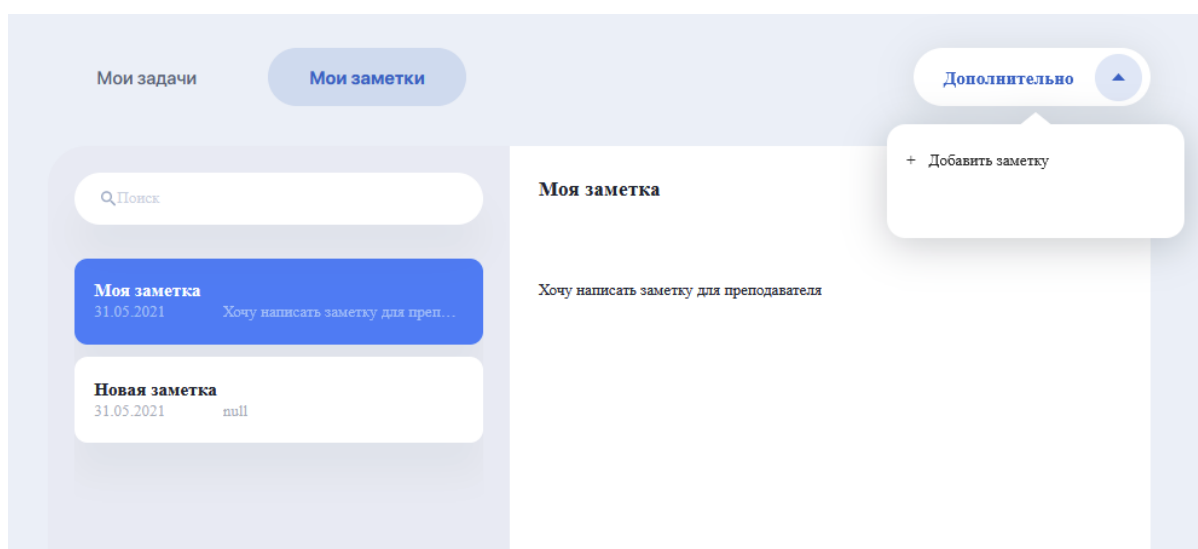 Мои задачи
Мои заметки
Дополнительно
+ Добавить заметку
Поиск
Моя заметка
31.05.2021 Хочу написать заметку для преп...
Новая заметка
31.05.2021 null
Моя заметка
Хочу написать заметку для преподавателя